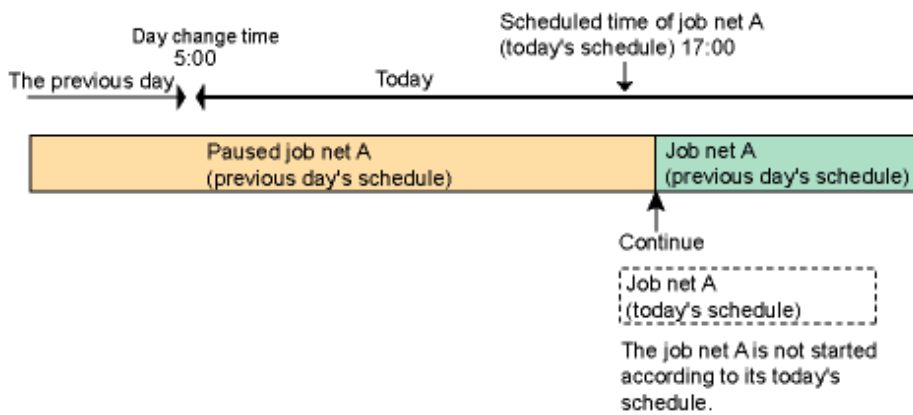 Scheduled time of job net A
(today's schedule) 17:00
Day change time
5:00
The previous day
Today
Paused job net A
(previous day's schedule)
Job net A
(previous day's schedule)
Continue
Job net A
(today's schedule)
The job net A is not started
according to its today's
schedule.